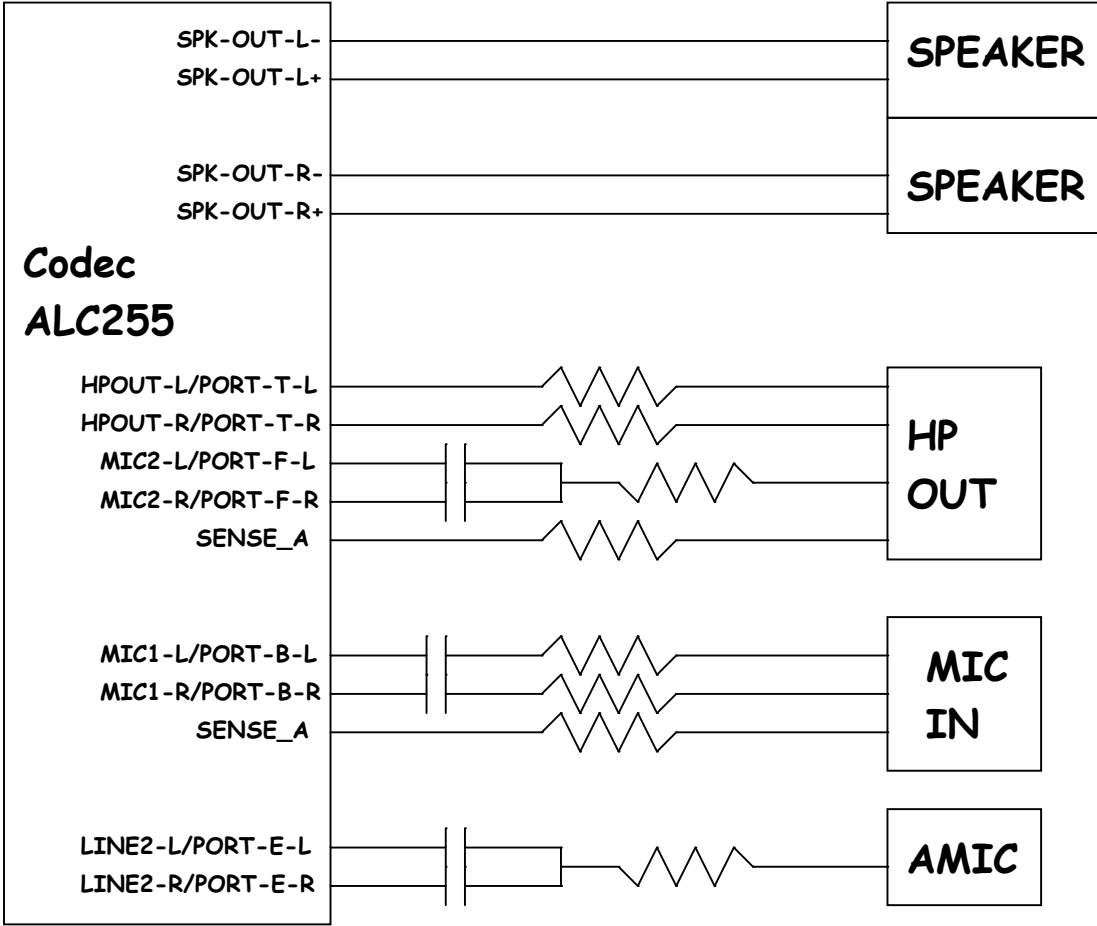 SPK-OUT-L-
SPK-OUT-L+
SPEAKER
SPK-OUT-R-
SPK-OUT-R+
SPEAKER
Codec
ALC255
HPOUT-L/PORT-T-L
HPOUT-R/PORT-T-R
MIC2-L/PORT-F-L
MIC2-R/PORT-F-R
SENSE_A
HP
OUT
MIC1-L/PORT-B-L
MIC1-R/PORT-B-R
SENSE_A
MIC
IN
LINE2-L/PORT-E-L
LINE2-R/PORT-E-R
AMIC